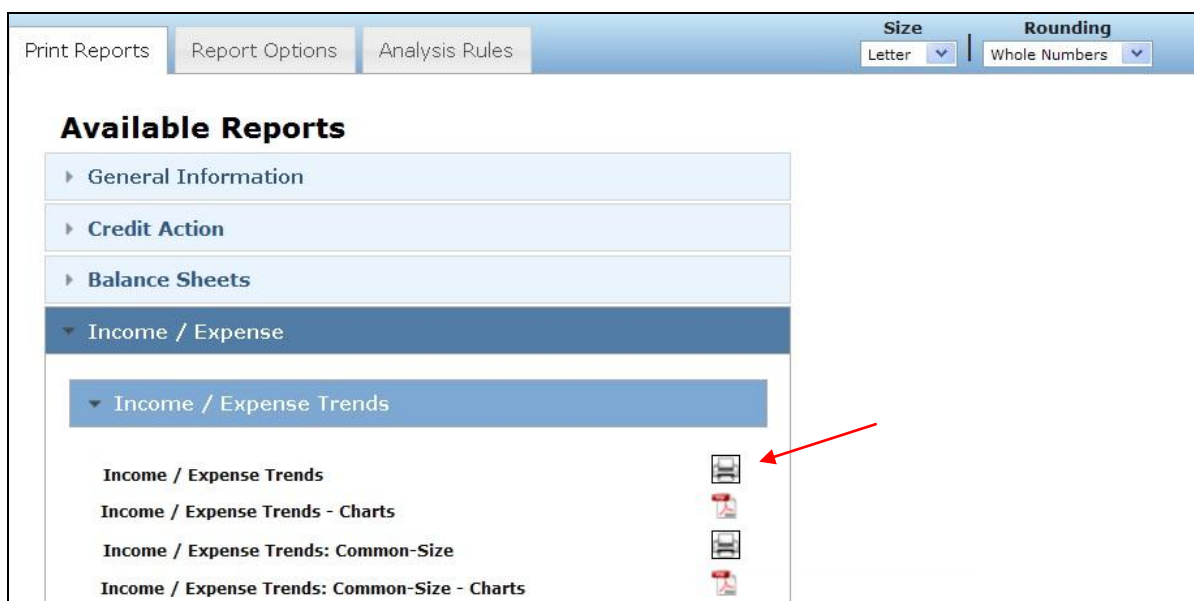 Print Reports Report Options Analysis Rules
Size Rounding
Letter Whole Numbers
Available Reports
General Information
Credit Action
Balance Sheets
Income / Expense
Income / Expense Trends
Income / Expense Trends
Income / Expense Trends - Charts
Income / Expense Trends: Common-Size
Income / Expense Trends: Common-Size - Charts